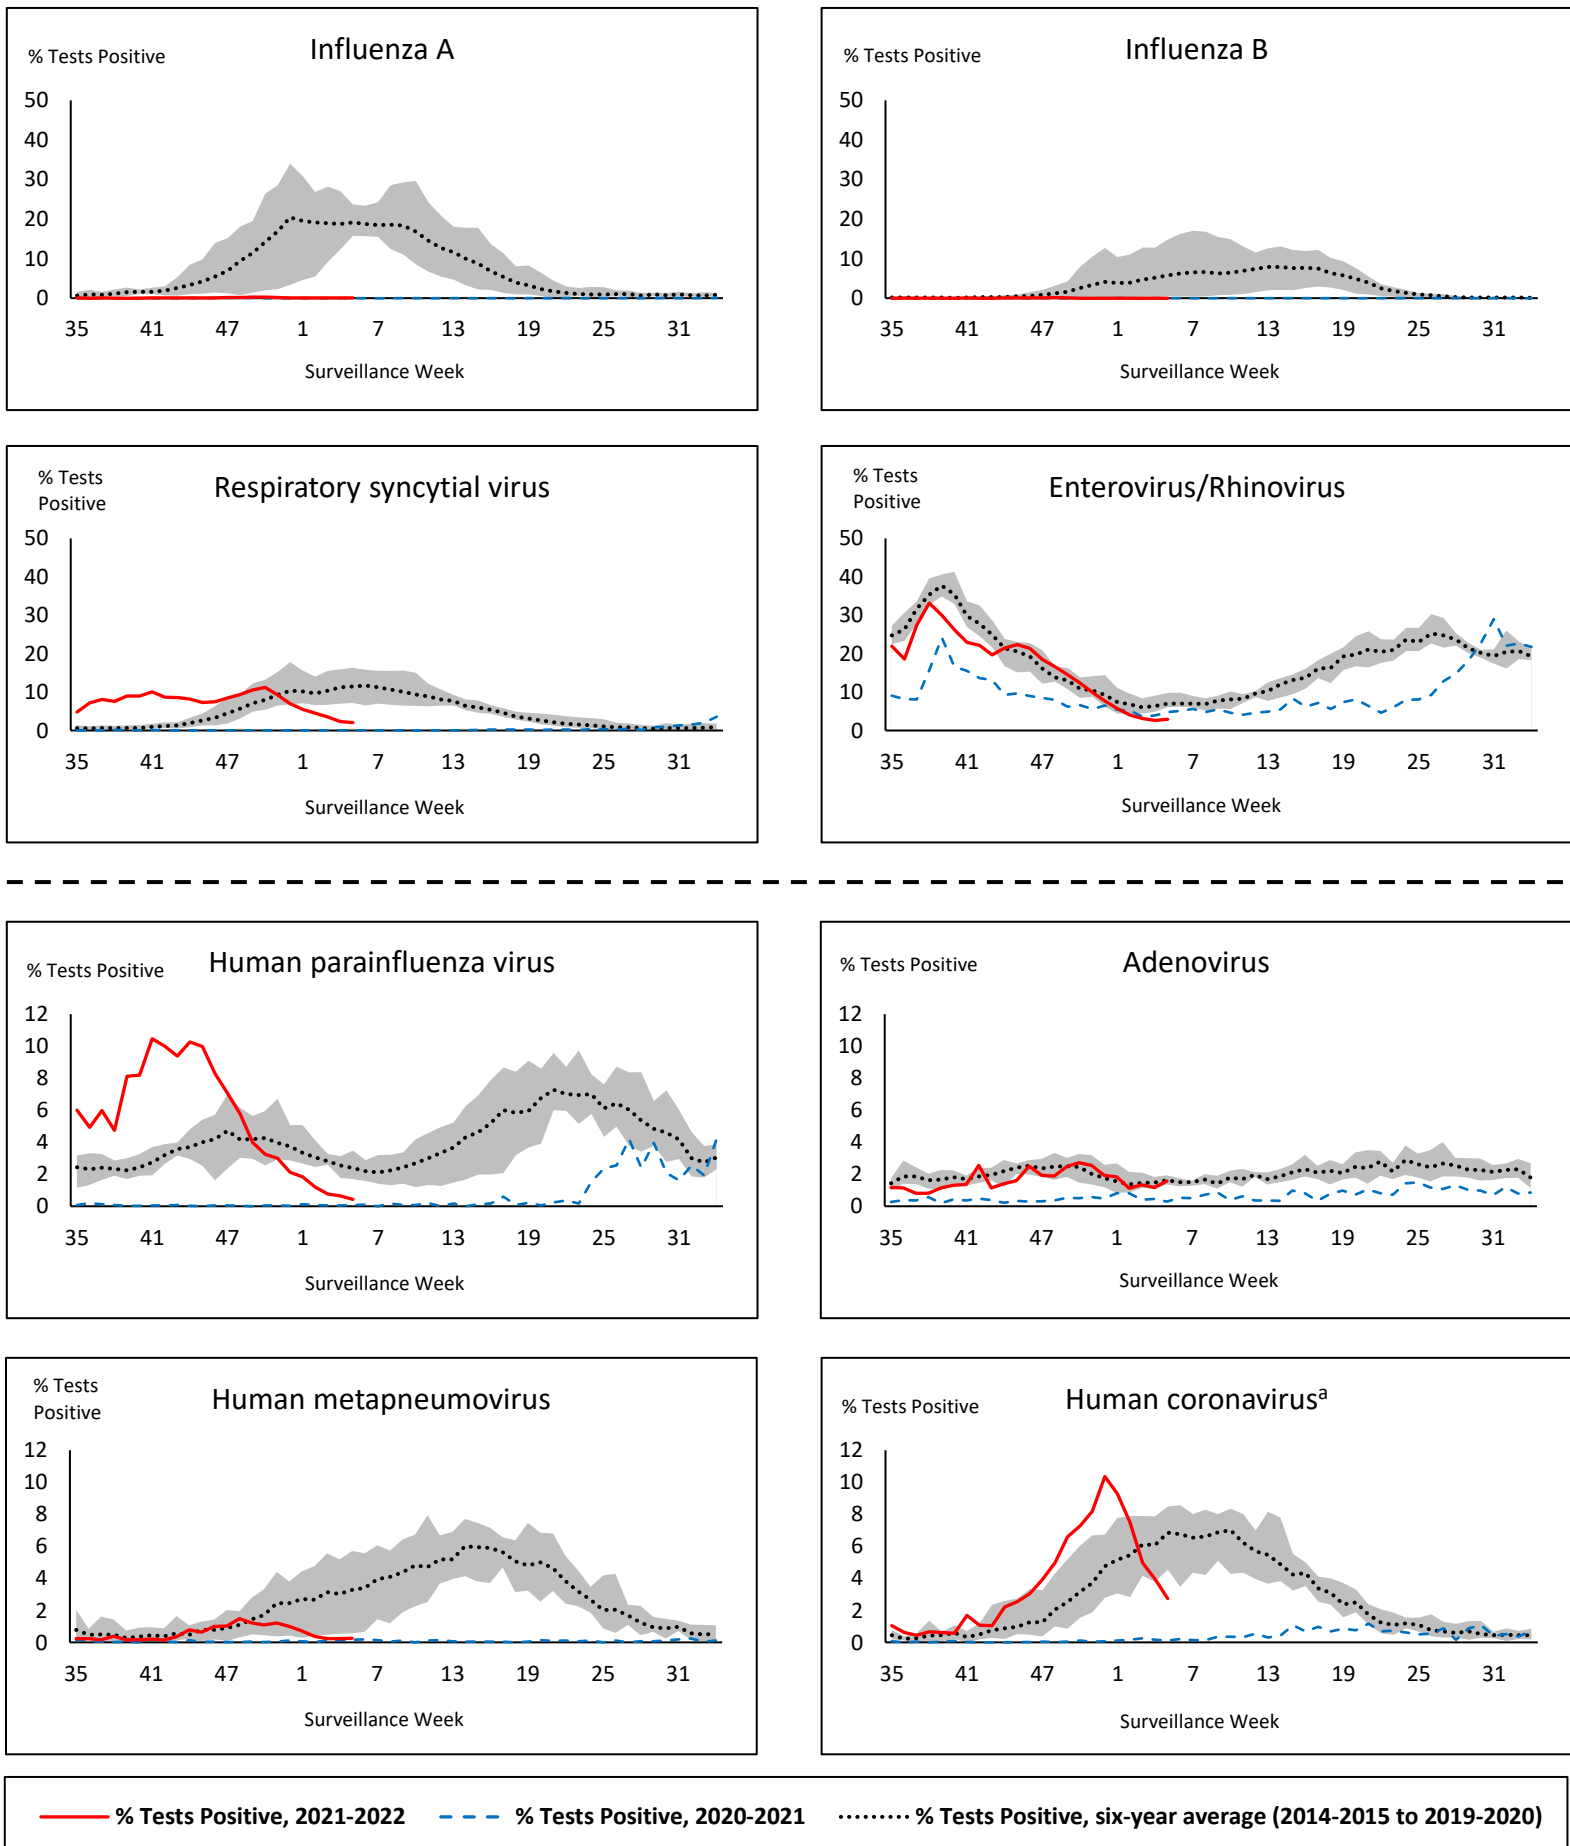 Influenza A
% Tests Positive
50
40
30
20
10
0
35 41 47 1 7 13 19 25 31
Surveillance Week
Influenza B
% Tests Positive
50
40
30
20
10
0
35 41 47 1 7 13 19 25 31
Surveillance Week
% Tests
Positive
Respiratory syncytial virus
50
40
30
20
10
0
35 41 47 1 7 13 19 25 31
Surveillance Week
% Tests
Positive
Enterovirus/Rhinovirus
50
40
30
20
10
0
35 41 47 1 7 13 19 25 31
Surveillance Week
Human parainfluenza virus
% Tests Positive
12
10
8
6
4
2
0
35 41 47 1 7 13 19 25 31
Surveillance Week
Adenovirus
% Tests Positive
12
10
8
6
4
2
0
35 41 47 1 7 13 19 25 31
Surveillance Week
% Tests
Positive
Human metapneumovirus
12
10
8
6
4
2
0
35 41 47 1 7 13 19 25 31
Surveillance Week
Human coronavirusᵃ
% Tests Positive
12
10
8
6
4
2
0
35 41 47 1 7 13 19 25 31
Surveillance Week
% Tests Positive, 2021-2022 % Tests Positive, 2020-2021 % Tests Positive, six-year average (2014-2015 to 2019-2020)